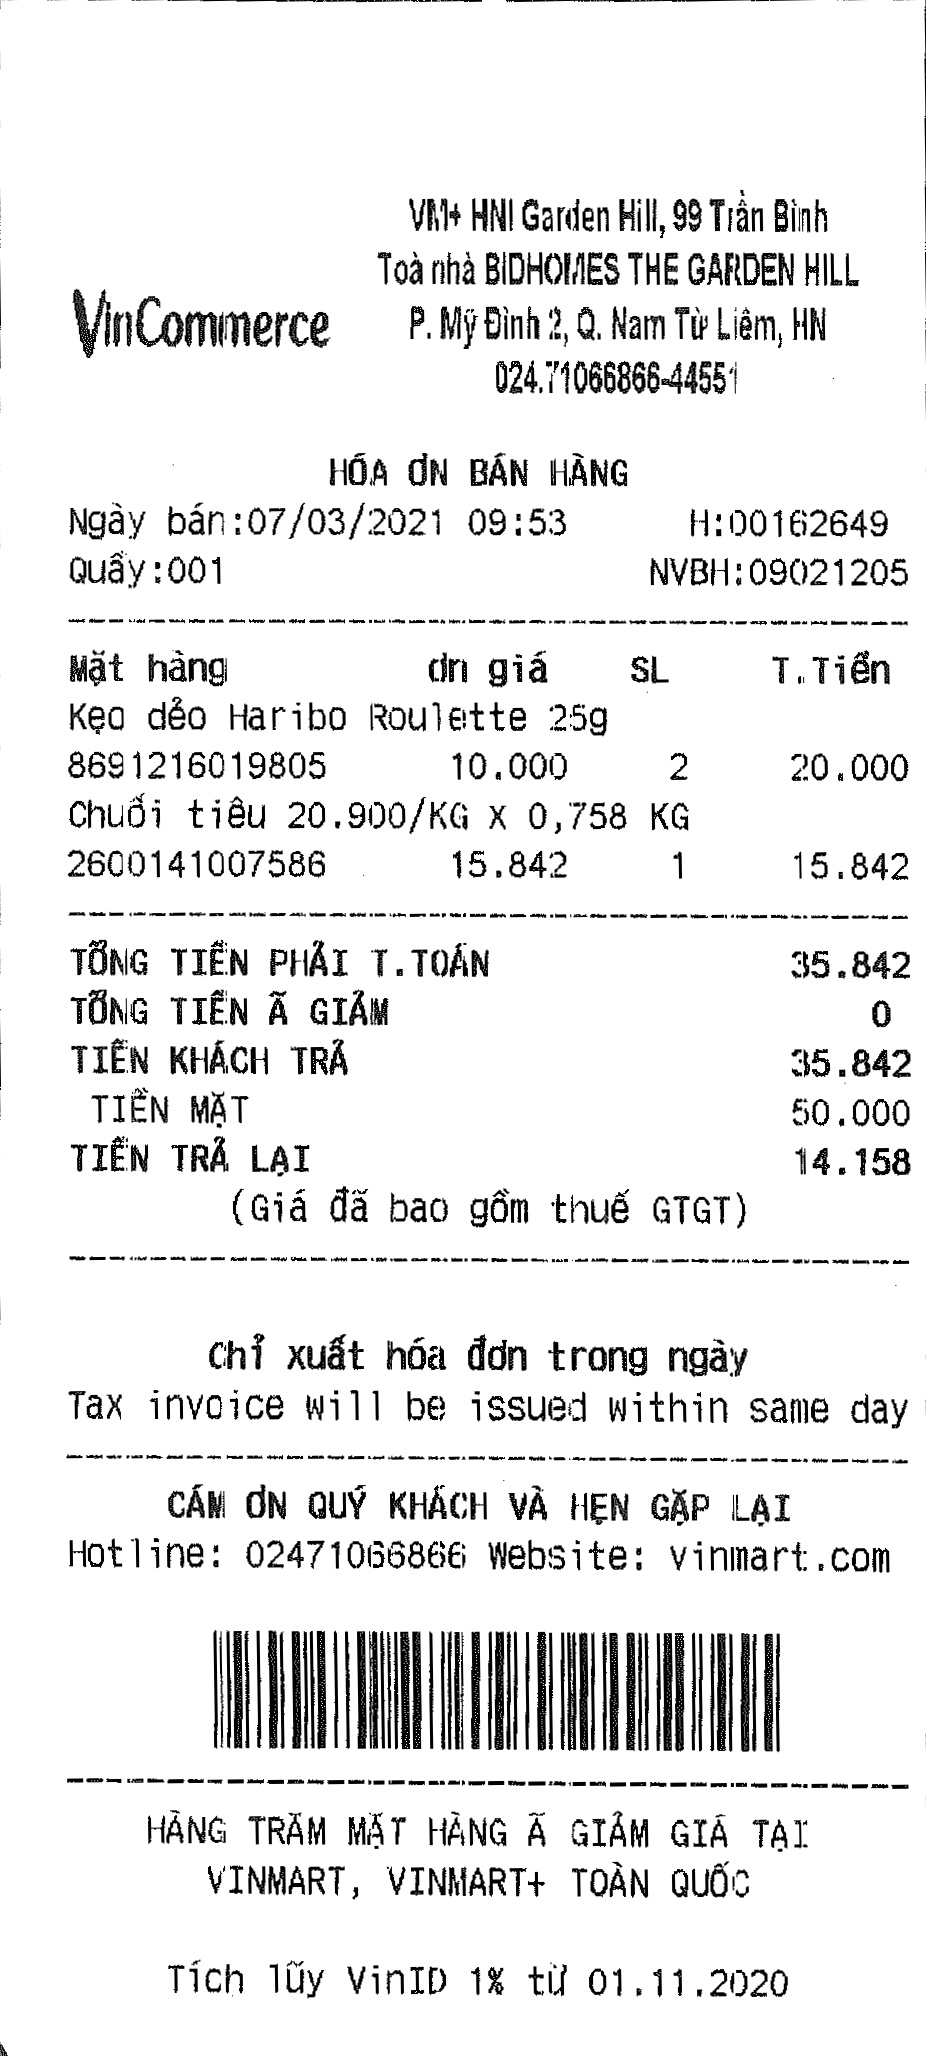 VM+ HNI Garden Hill, 99 Trần Bình
Toà nhà BIDHOMES THE GARDEN HILL
VinCommerce
P. Mỹ Đình 2, Q. Nam Từ Liêm, HN
024.71066866-44551
HÓA ƠN BÁN HÀNG
Ngày bán:07/03/2021 09:53 H:00162649
Quầy:001 NVBH:09021205
Mặt hàng ơn giá SL T.Tiền
Kẹo dẻo Haribo Roulette 25g
8691216019805 10.000 2 20.000
Chuối tiêu 20.900/KG X 0,758 KG
2600141007586 15.842 1 15.842
TỔNG TIỀN PHẢI T.TOÁN 35.842
TỔNG TIỀN Ã GIẢM 0
TIỀN KHÁCH TRẢ 35.842
TIỀN MẶT 50.000
TIỀN TRẢ LẠI 14.158
(Giá đã bao gồm thuế GTGT)
Chỉ xuất hóa đơn trong ngày
Tax invoice will be issued within same day
CÁM ƠN QUÝ KHÁCH VÀ HẸN GẶP LẠI
Hotline: 02471066866 Website: vinmart.com
HÀNG TRĂM MẶT HÀNG Ã GIẢM GIÁ TẠI
VINMART, VINMART+ TOÀN QUỐC
Tích lũy VinID 1% từ 01.11.2020